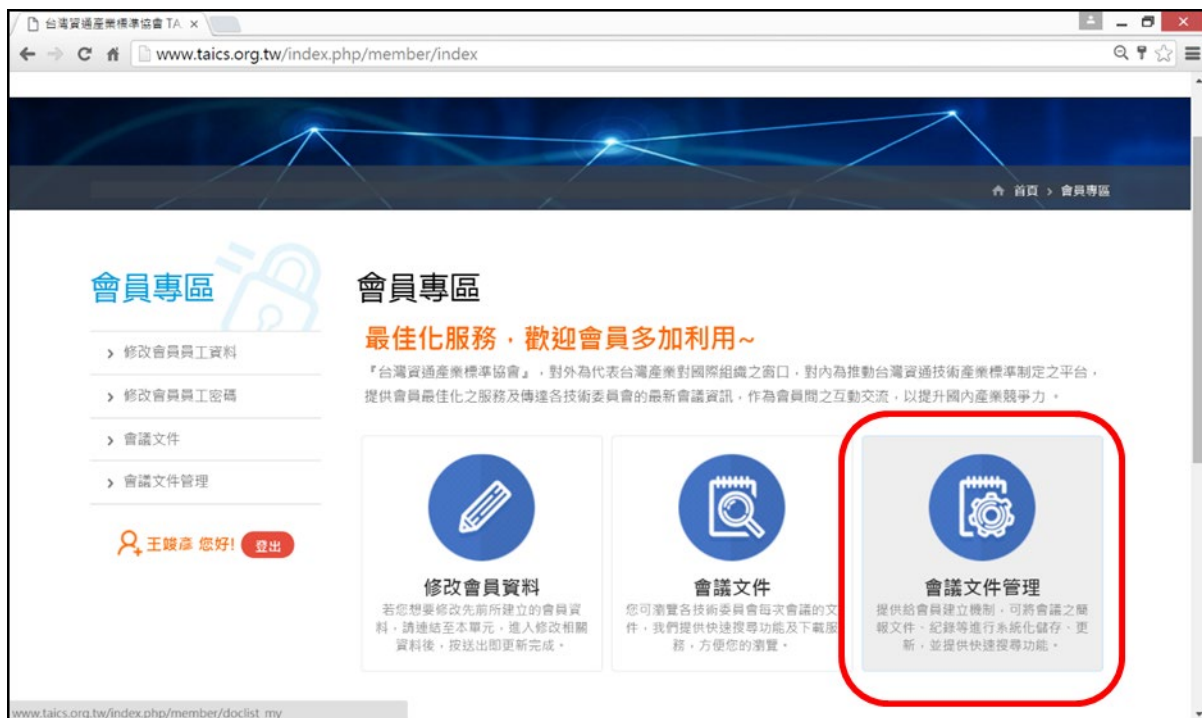 台灣資通產業標準協會 TA
www.taics.org.tw/index.php/member/index
首頁 > 會員專區
會員專區
修改會員員工資料
修改會員員工密碼
會議文件
會議文件管理
王竣彥 您好! 登出
會員專區
最佳化服務，歡迎會員多加利用~
『台灣資通產業標準協會』，對外為代表台灣產業對國際組織之窗口，對內為推動台灣資通技術產業標準制定之平台，
提供會員最佳化之服務及傳達各技術委員會的最新會議資訊，作為會員間之互動交流，以提升國內產業競爭力。
修改會員資料
若您想要修改先前所建立的會員資
料，請連結至本單元，進入修改相關
資料後，按送出即更新完成。
會議文件
您可瀏覽各技術委員會每次會議的文
件，我們提供快速搜尋功能及下載服
務，方便您的瀏覽。
會議文件管理
提供給會員建立機制，可將會議之簡
報文件、紀錄等進行系統化儲存、更
新，並提供快速搜尋功能。
www.taics.org.tw/index.php/member/doclist_my